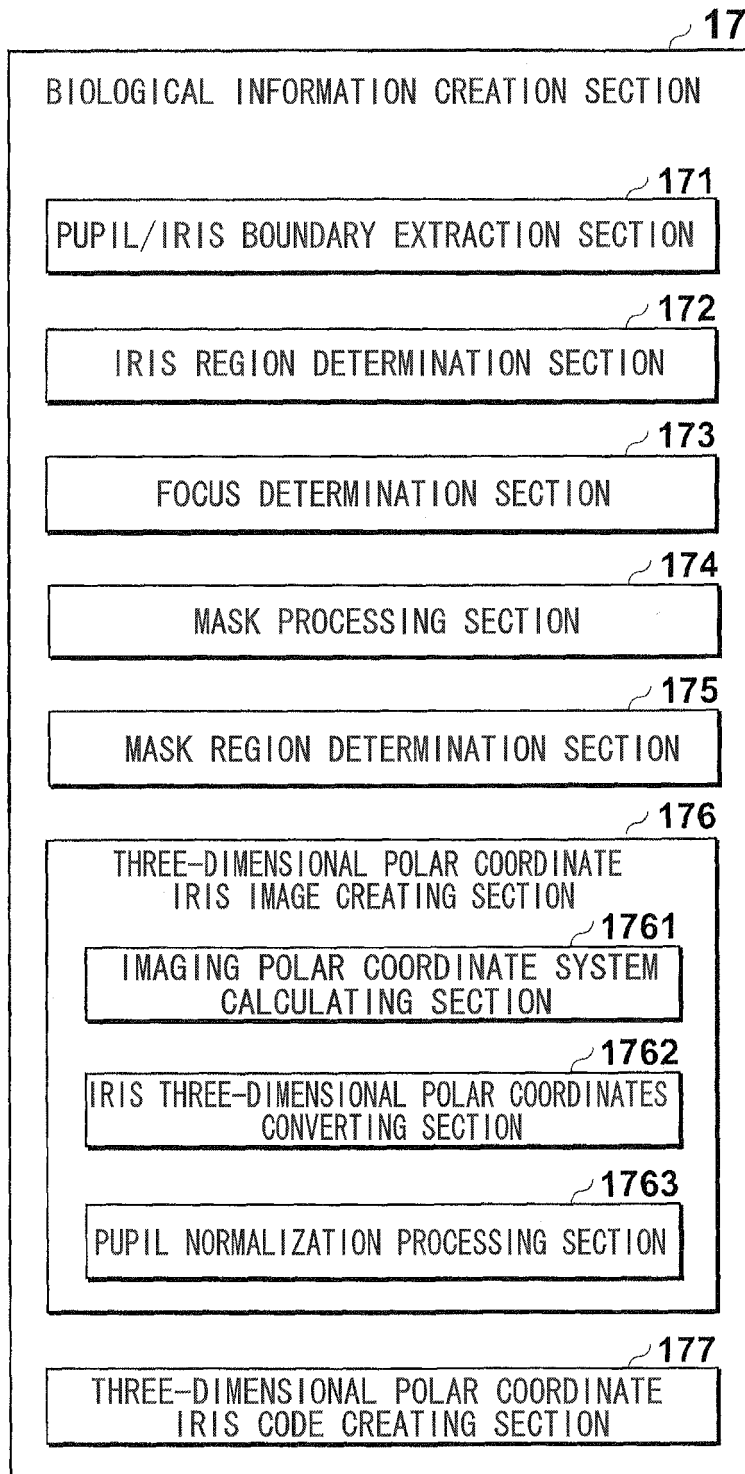 17
BIOLOGICAL INFORMATION CREATION SECTION
171
PUPIL/IRIS BOUNDARY EXTRACTION SECTION
172
IRIS REGION DETERMINATION SECTION
173
FOCUS DETERMINATION SECTION
174
MASK PROCESSING SECTION
175
MASK REGION DETERMINATION SECTION
176
THREE-DIMENSIONAL POLAR COORDINATE
IRIS IMAGE CREATING SECTION
1761
IMAGING POLAR COORDINATE SYSTEM
CALCULATING SECTION
1762
IRIS THREE-DIMENSIONAL POLAR COORDINATES
CONVERTING SECTION
1763
PUPIL NORMALIZATION PROCESSING SECTION
177
THREE-DIMENSIONAL POLAR COORDINATE
IRIS CODE CREATING SECTION